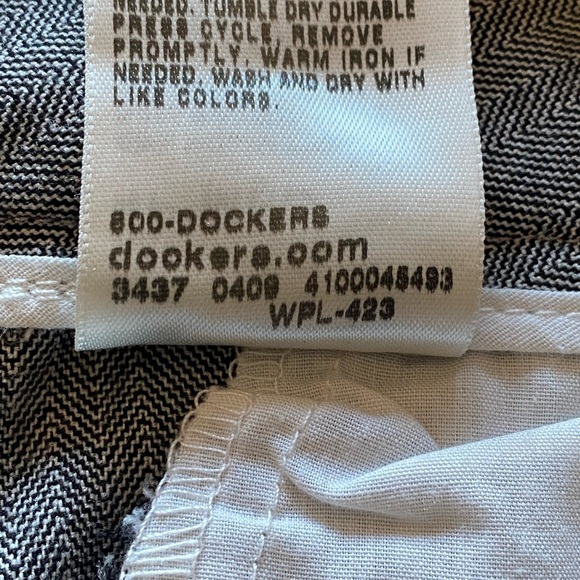 NEEDED. TUMBLE DRY DURABLE
PRESS CYCLE, REMOVE
PROMPTLY. WARM IRON IF
NEEDED. WASH AND DRY WITH
LIKE COLORS.
800-DOCKERS
dockers.com
3437 0409 4100045493
WPL-423